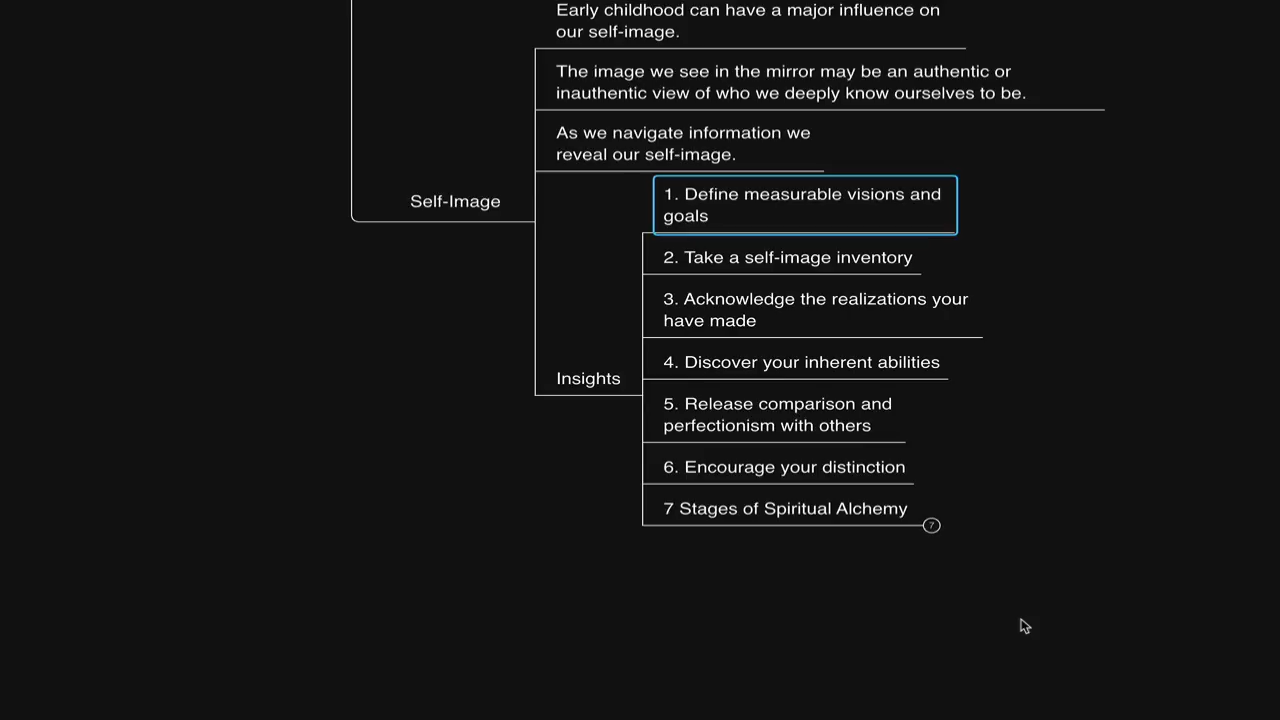 Early childhood can have a major influence on
our self-image.
The image we see in the mirror may be an authentic or
inauthentic view of who we deeply know ourselves to be.
As we navigate information we
reveal our self-image.
Self-Image
1. Define measurable visions and
goals
2. Take a self-image inventory
3. Acknowledge the realizations your
have made
4. Discover your inherent abilities
Insights
5. Release comparison and
perfectionism with others
6. Encourage your distinction
7 Stages of Spiritual Alchemy
7